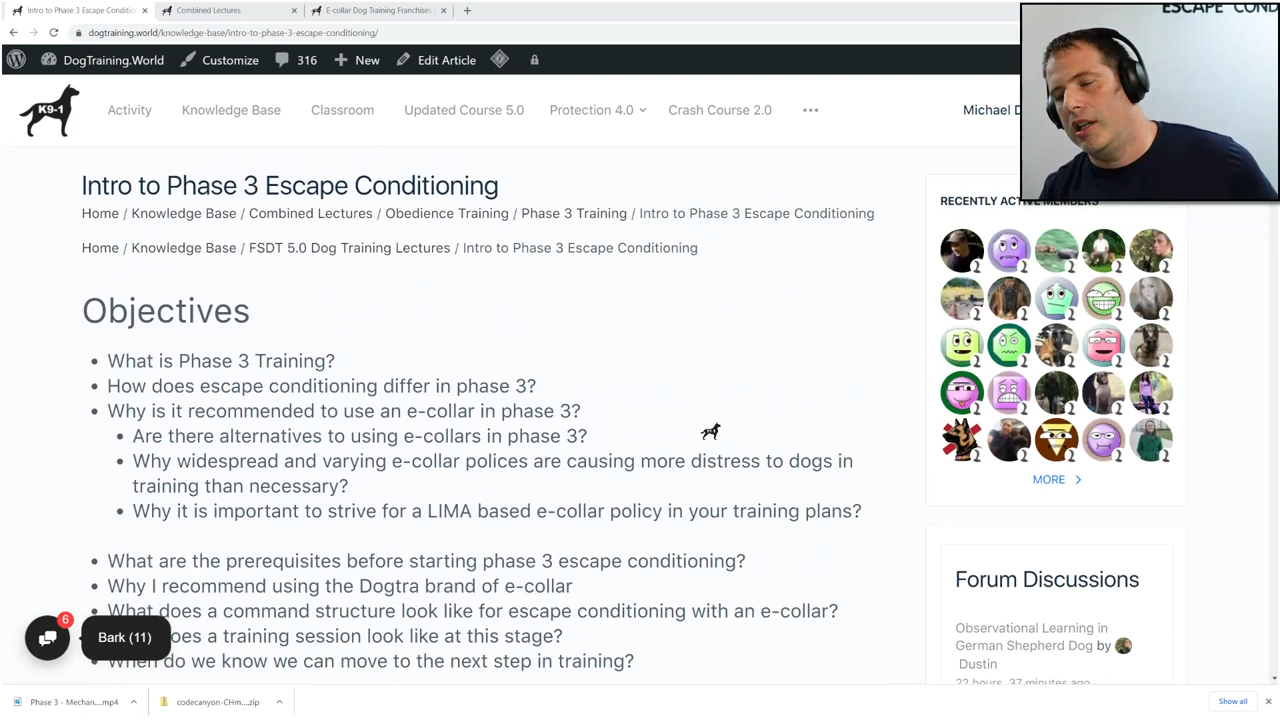 Intro to Phase 3 Escape Conditio
Combined Lectures
E-collar Dog Training Franchises
dogtraining.world/knowledge-base/intro-to-phase-3-escape-conditioning/
DogTraining.World
Customize
316
New
Edit Article
ESCAPE
K9-1
Activity
Knowledge Base
Classroom
Updated Course 5.0
Protection 4.0
Crash Course 2.0
Michael D
Intro to Phase 3 Escape Conditioning
Home / Knowledge Base / Combined Lectures / Obedience Training / Phase 3 Training / Intro to Phase 3 Escape Conditioning
Home / Knowledge Base / FSDT 5.0 Dog Training Lectures / Intro to Phase 3 Escape Conditioning
Objectives
What is Phase 3 Training?
How does escape conditioning differ in phase 3?
Why is it recommended to use an e-collar in phase 3?
Are there alternatives to using e-collars in phase 3?
Why widespread and varying e-collar polices are causing more distress to dogs in
training than necessary?
Why it is important to strive for a LIMA based e-collar policy in your training plans?
What are the prerequisites before starting phase 3 escape conditioning?
Why I recommend using the Dogtra brand of e-collar
What does a command structure look like for escape conditioning with an e-collar?
oes a training session look like at this stage?
When do we know we can move to the next step in training?
6
Bark (11)
RECENTLY ACTIVE MEMBERS
MORE
Forum Discussions
Observational Learning in
German Shepherd Dog by
Dustin
22 hours, 37 minutes ago
Phase 3 - Mechan....mp4
codecanyon-CHm....zip
Show all